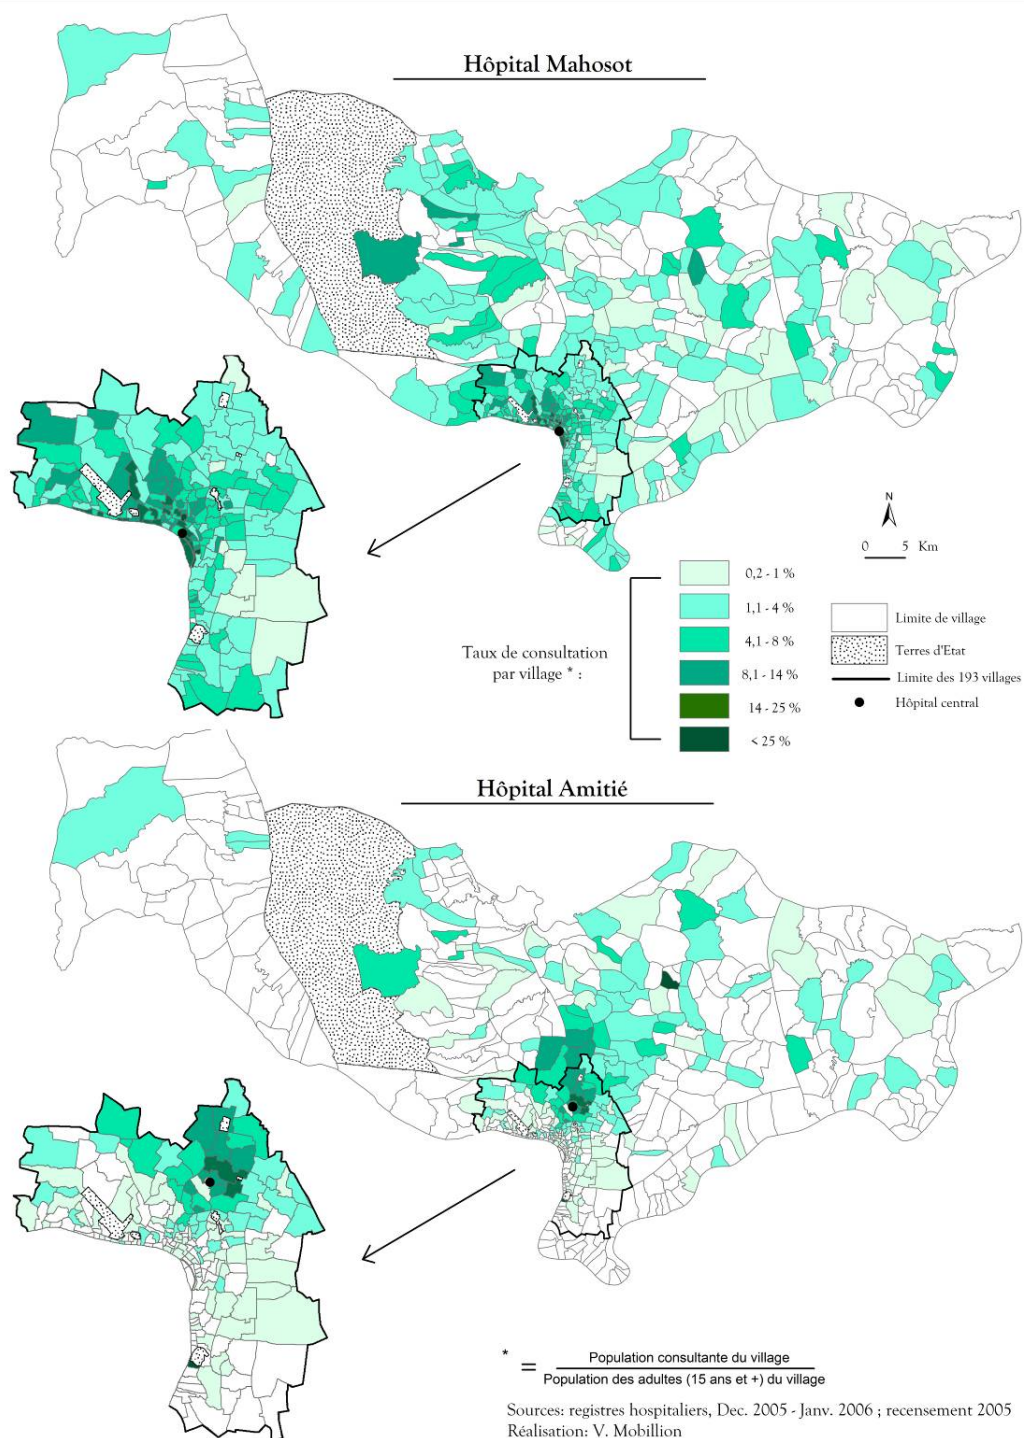 Hôpital Mahosot
N
0 5 Km
0,2 - 1 %
1,1 - 4 %
4,1 - 8 %
8,1 - 14 %
14 - 25 %
< 25 %
Taux de consultation
par village * :
Limite de village
Terres d'Etat
Limite des 193 villages
Hôpital central
Hôpital Amitié
* = Population consultante du village
Population des adultes (15 ans et +) du village
Sources: registres hospitaliers, Dec. 2005 - Janv. 2006 ; recensement 2005
Réalisation: V. Mobillion